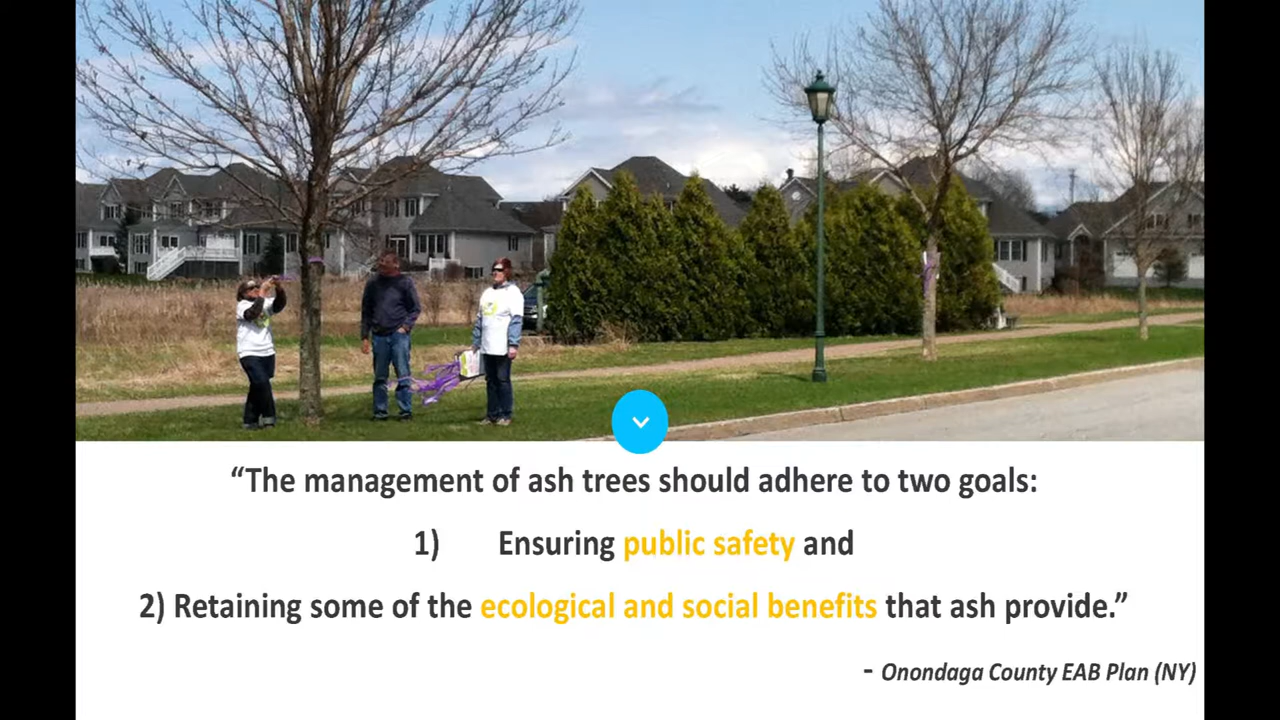 “The management of ash trees should adhere to two goals:
1) Ensuring public safety and
2) Retaining some of the ecological and social benefits that ash provide.”
- Onondaga County EAB Plan (NY)